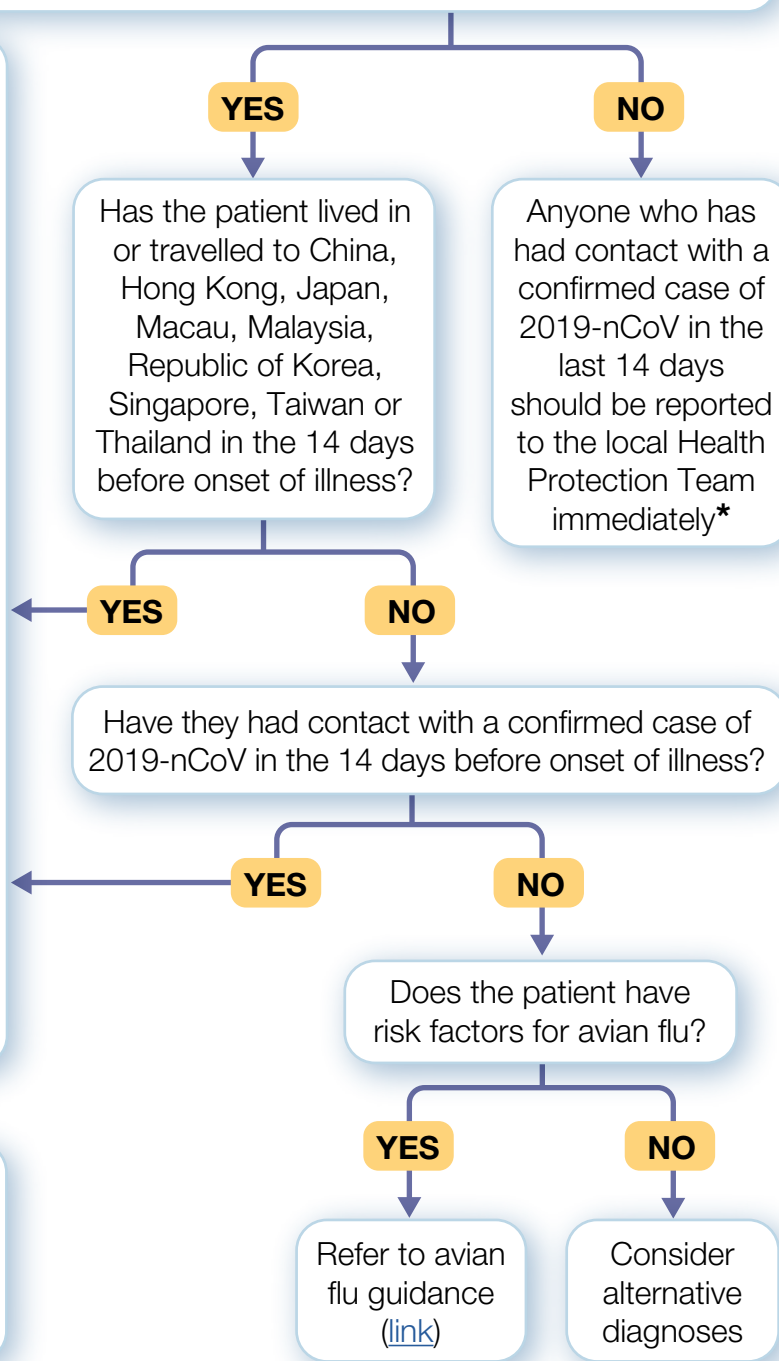 YES
NO
Has the patient lived in
or travelled to China,
Hong Kong, Japan,
Macau, Malaysia,
Republic of Korea,
Singapore, Taiwan or
Thailand in the 14 days
before onset of illness?
Anyone who has
had contact with a
confirmed case of
2019-nCoV in the
last 14 days
should be reported
to the local Health
Protection Team
immediately*
YES
NO
Have they had contact with a confirmed case of
2019-nCoV in the 14 days before onset of illness?
YES
NO
Does the patient have
risk factors for avian flu?
YES
NO
Refer to avian
flu guidance
(link)
Consider
alternative
diagnoses